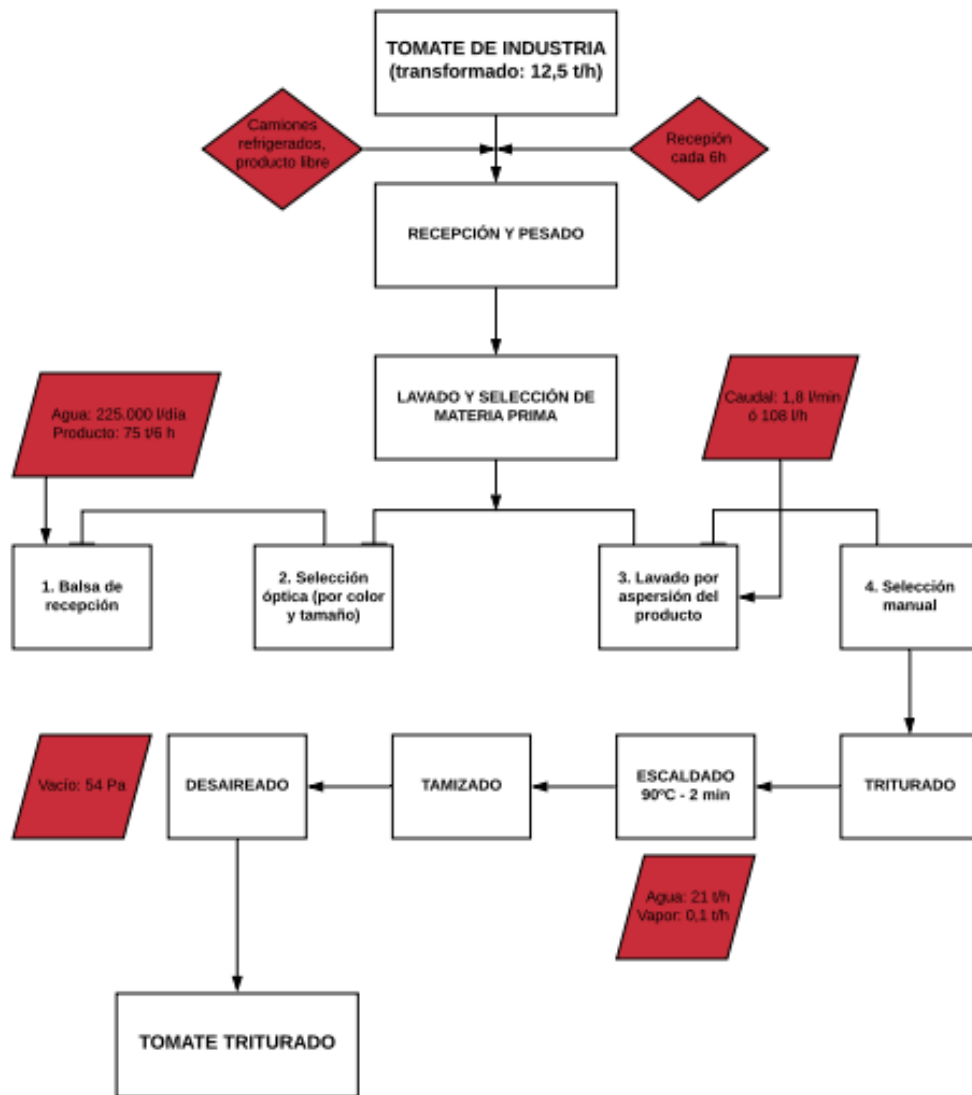 TOMATE DE INDUSTRIA
(transformado: 12,5 t/h)
Camiones
refrigerados,
producto libre
Recepión
cada 6h
RECEPCIÓN Y PESADO
LAVADO Y SELECCIÓN DE
MATERIA PRIMA
Agua: 225.000 l/día
Producto: 75 t/6 h
Caudal: 1,8 l/min
ó 108 l/h
1. Balsa de
recepción
2. Selección
óptica (por color
y tamaño)
3. Lavado por
aspersión del
producto
4. Selección
manual
Vacío: 54 Pa
DESAIREADO
TAMIZADO
ESCALDADO
90ºC - 2 min
TRITURADO
Agua: 21 t/h
Vapor: 0,1 t/h
TOMATE TRITURADO